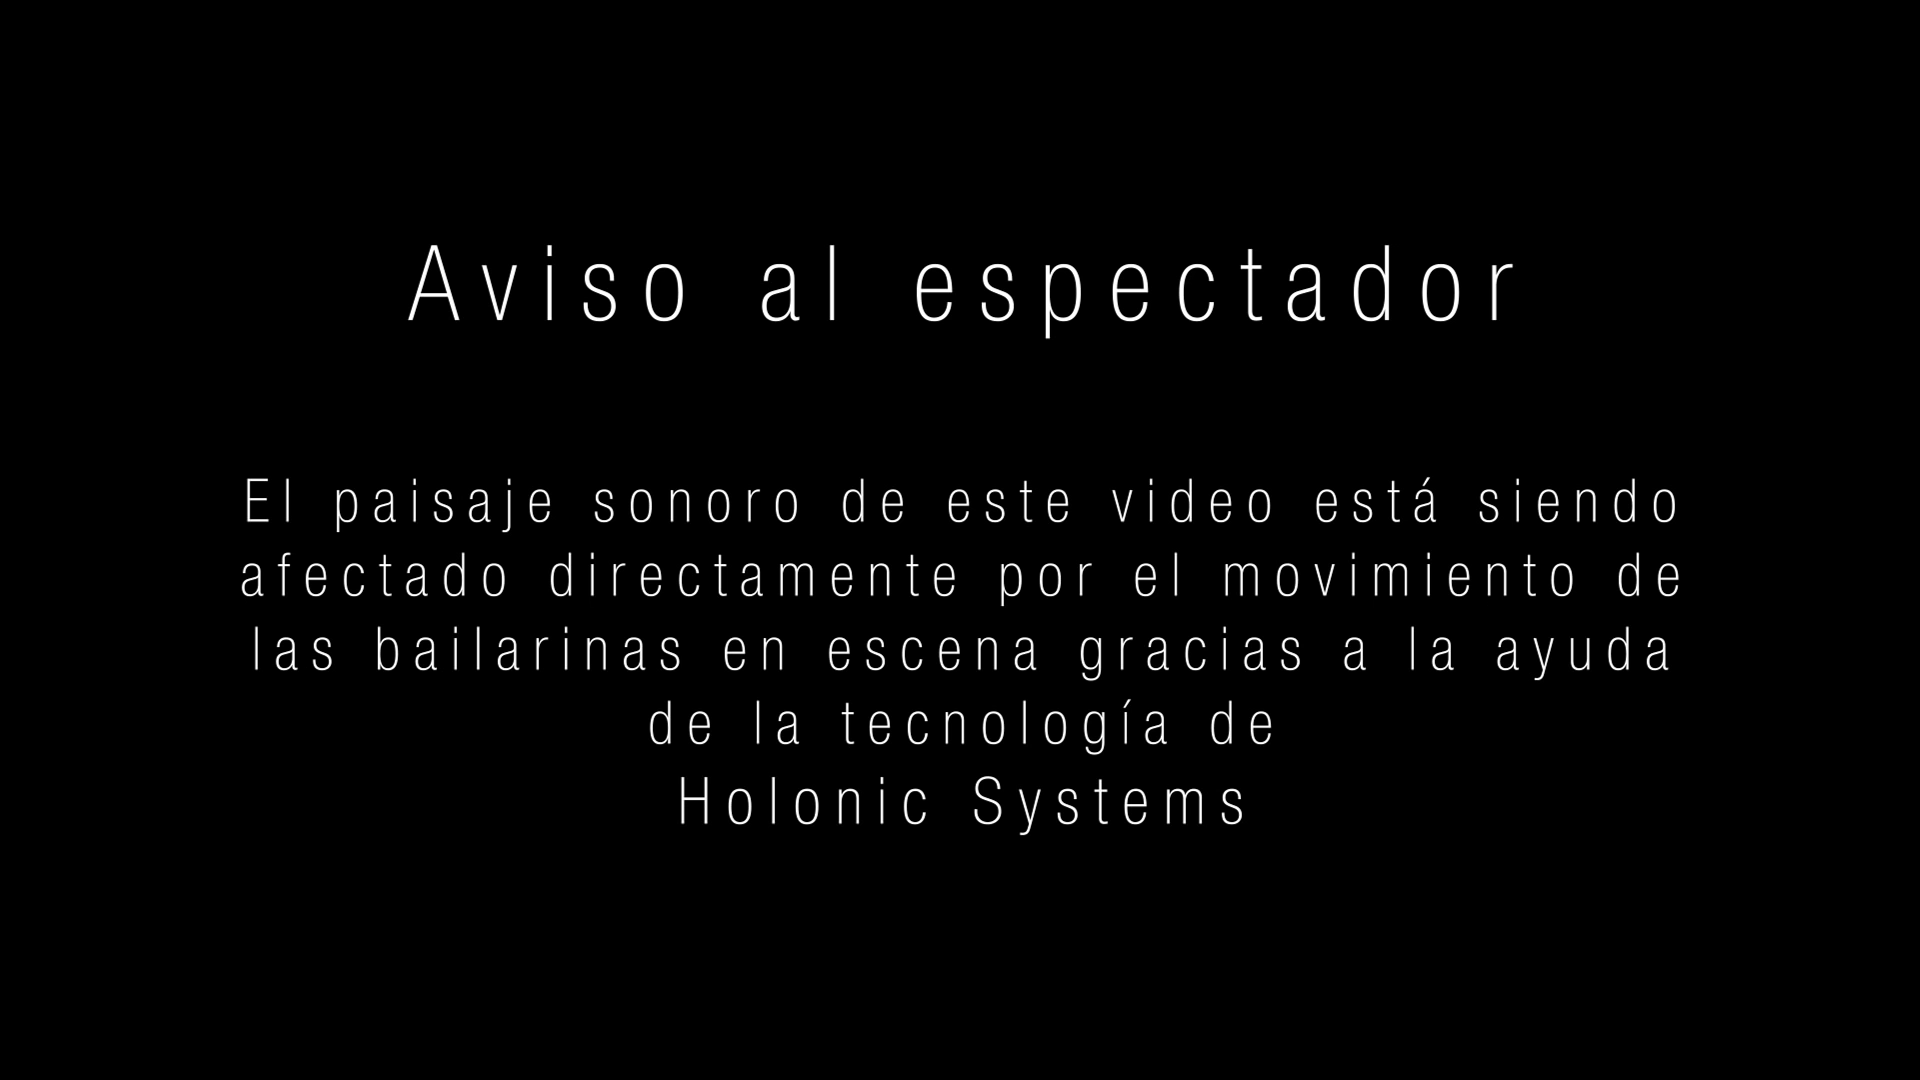 Aviso al espectador
El paisaje sonoro de este video está siendo
afectado directamente por el movimiento de
las bailarinas en escena gracias a la ayuda
de la tecnología de
Holonic Systems